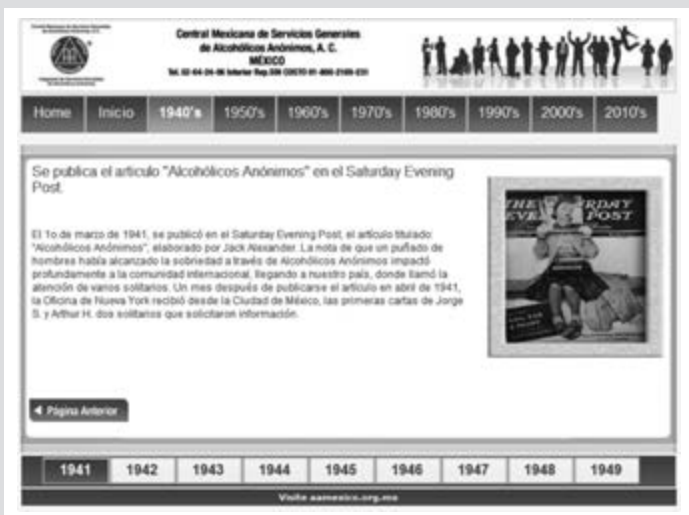 Central Mexicana de Servicios Generales
de Alcohólicos Anónimos, A. C.
MÉXICO
Home Inicio 1940's 1950's 1960's 1970's 1980's 1990's 2000's 2010's
Se publica el articulo "Alcohólicos Anónimos" en el Saturday Evening
Post.
El 1o de marzo de 1941, se publicó en el Saturday Evening Post, el artículo titulado:
"Alcohólicos Anónimos", elaborado por Jack Alexander. La nota de que un puñado de
hombres había alcanzado la sobriedad a través de Alcohólicos Anónimos impactó
profundamente a la comunidad internacional, llegando a nuestro país, donde llamó la
atención de varios solitarios. Un mes después de publicarse el artículo en abril de 1941,
la Oficina de Nueva York recibió desde la Ciudad de México, las primeras cartas de Jorge
S. y Arthur H. dos solitarios que solicitaron información.
THE
POST
Página Anterior
1941 1942 1943 1944 1945 1946 1947 1948 1949
Visite aamexico.org.mx